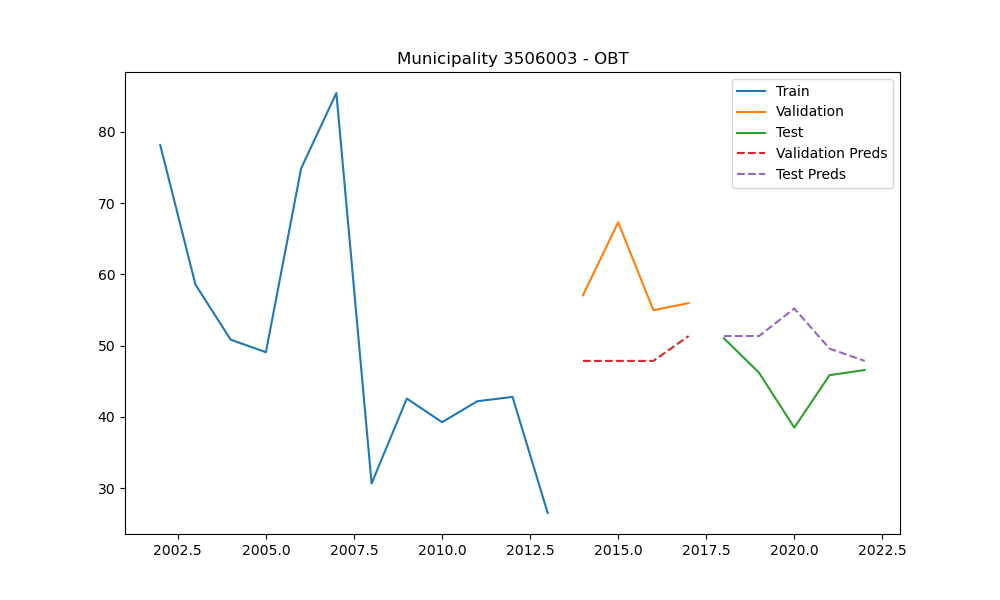 Municipality 3506003 - OBT
Train
Validation
Test
Validation Preds
Test Preds
80
70
60
50
40
30
2002.5 2005.0 2007.5 2010.0 2012.5 2015.0 2017.5 2020.0 2022.5